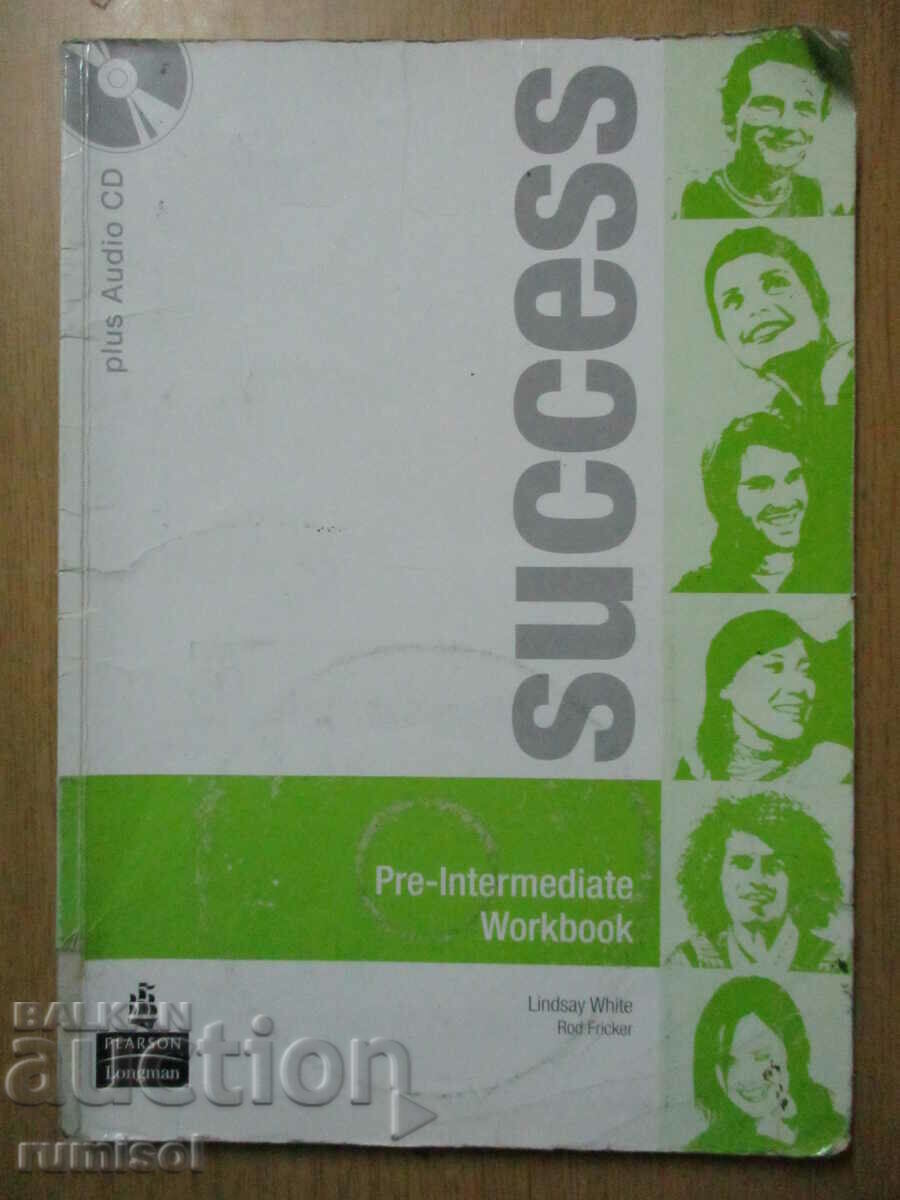 plus Audio CD
success
Pre-Intermediate
Workbook
Lindsay White
Rod Fricker
PEARSON
Longman
BALKAN
auction
rumisol